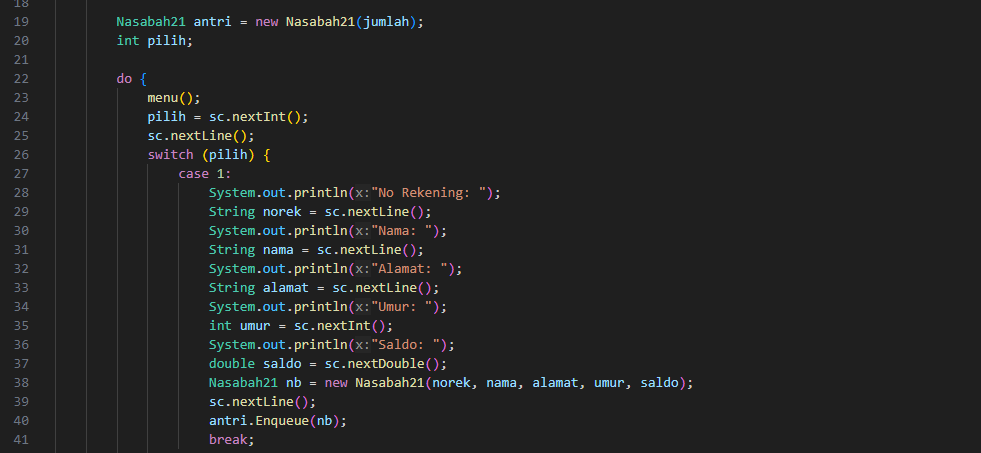 18
19 Nasabah21 antri = new Nasabah21(jumlah);
20 int pilih;
21
22 do {
23 menu();
24 pilih = sc.nextInt();
25 sc.nextLine();
26 switch (pilih) {
27 case 1:
28 System.out.println(x:"No Rekening: ");
29 String norek = sc.nextLine();
30 System.out.println(x:"Nama: ");
31 String nama = sc.nextLine();
32 System.out.println(x:"Alamat: ");
33 String alamat = sc.nextLine();
34 System.out.println(x:"Umur: ");
35 int umur = sc.nextInt();
36 System.out.println(x:"Saldo: ");
37 double saldo = sc.nextDouble();
38 Nasabah21 nb = new Nasabah21(norek, nama, alamat, umur, saldo);
39 sc.nextLine();
40 antri.Enqueue(nb);
41 break;